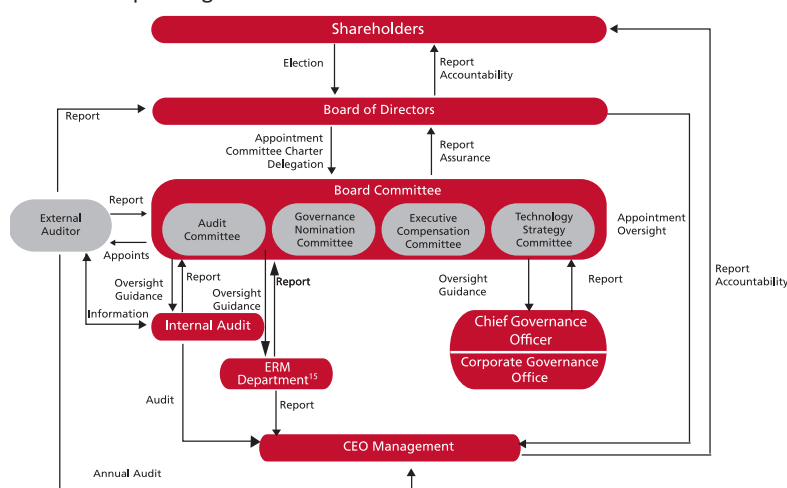 Shareholders
Election
Report
Accountability
Report
Board of Directors
Appointment
Committee Charter
Delegation
Report
Assurance
Board Committee
Report
External
Auditor
Audit
Committee
Governance
Nomination
Committee
Executive
Compensation
Committee
Technology
Strategy
Committee
Appointment
Oversight
Appoints
Report
Accountability
Oversight
Guidance
Report
Oversight
Guidance
Report
Oversight
Guidance
Report
Information
Internal Audit
Chief Governance
Officer
Corporate Governance
Office
ERM
Department¹⁵
Audit
Report
CEO Management
Annual Audit